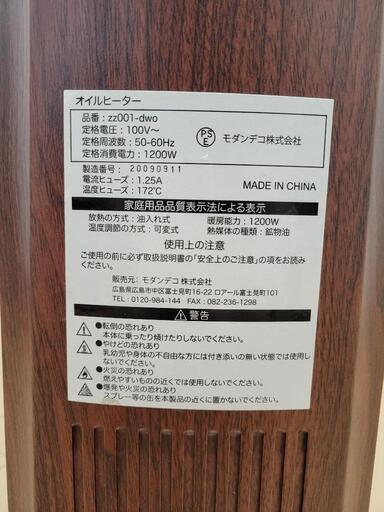 オイルヒーター
品番：zz001-dwo
定格電圧：100V～
定格周波数：50-60Hz
定格消費電力：1200W
PS
E
モダンデコ株式会社
製造番号： 20090911
電流ヒューズ：1.25A
温度ヒューズ：172℃
MADE IN CHINA
家庭用品品質表示法による表示
放熱の方式：油入れ式 暖房能力：1200W
温度調節の方式：可変式 熱媒体の種類：鉱物油
使用上の注意
ご使用の前に必ず取扱説明書の「安全上のご注意」の項をお読み
ください。
販売元：モダンデコ 株式会社
広島県広島市中区富士見町16-22 ロアール富士見町101
TEL：0120-984-144 FAX：082-236-1298
警告
●転倒の恐れあり
本体に乗ったり傾けたりしないでください。
●やけどの恐れあり
乳幼児や身体の不自由な方には付き添いの無い状態では使用し
ないでください。
●火災の恐れあり
燃えやすいものの近くでは使用しないでください。
●爆発や火災の恐れあり
スプレー等の缶を本製品の近くに置かないでください。